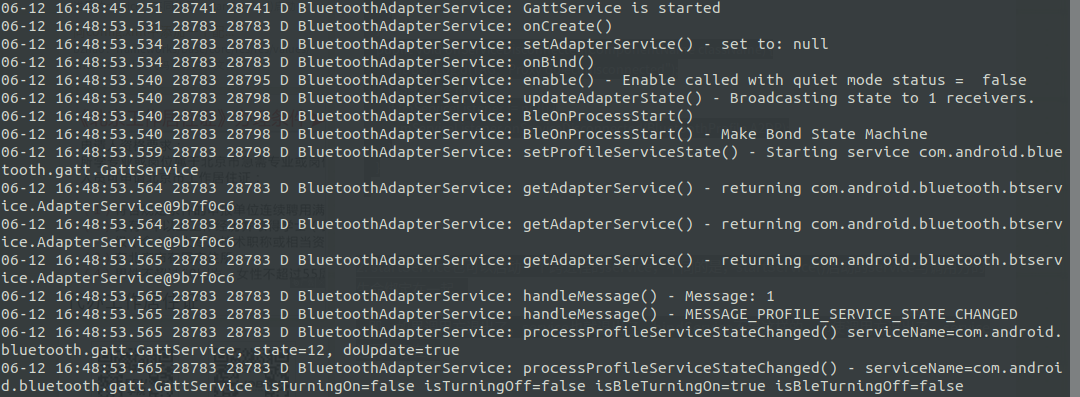 06-12 16:48:45.251 28741 28741 D BluetoothAdapterService: GattService is started
06-12 16:48:53.531 28783 28783 D BluetoothAdapterService: onCreate()
06-12 16:48:53.534 28783 28783 D BluetoothAdapterService: setAdapterService() - set to: null
06-12 16:48:53.534 28783 28783 D BluetoothAdapterService: onBind()
06-12 16:48:53.540 28783 28795 D BluetoothAdapterService: enable() - Enable called with quiet mode status =  false
06-12 16:48:53.540 28783 28798 D BluetoothAdapterService: updateAdapterState() - Broadcasting state to 1 receivers.
06-12 16:48:53.540 28783 28798 D BluetoothAdapterService: BleOnProcessStart()
06-12 16:48:53.540 28783 28798 D BluetoothAdapterService: BleOnProcessStart() - Make Bond State Machine
06-12 16:48:53.559 28783 28798 D BluetoothAdapterService: setProfileServiceState() - Starting service com.android.blue
tooth.gatt.GattService
06-12 16:48:53.564 28783 28783 D BluetoothAdapterService: getAdapterService() - returning com.android.bluetooth.btserv
ice.AdapterService@9b7f0c6
06-12 16:48:53.564 28783 28783 D BluetoothAdapterService: getAdapterService() - returning com.android.bluetooth.btserv
ice.AdapterService@9b7f0c6
06-12 16:48:53.565 28783 28783 D BluetoothAdapterService: getAdapterService() - returning com.android.bluetooth.btserv
ice.AdapterService@9b7f0c6
06-12 16:48:53.565 28783 28783 D BluetoothAdapterService: handleMessage() - Message: 1
06-12 16:48:53.565 28783 28783 D BluetoothAdapterService: handleMessage() - MESSAGE_PROFILE_SERVICE_STATE_CHANGED
06-12 16:48:53.565 28783 28783 D BluetoothAdapterService: processProfileServiceStateChanged() serviceName=com.android.
bluetooth.gatt.GattService, state=12, doUpdate=true
06-12 16:48:53.565 28783 28783 D BluetoothAdapterService: processProfileServiceStateChanged() - serviceName=com.androi
d.bluetooth.gatt.GattService isTurningOn=false isTurningOff=false isBleTurningOn=true isBleTurningOff=false